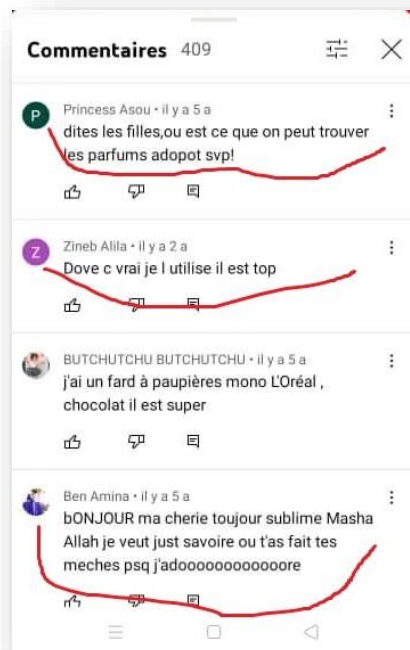 Commentaires 409
Princess Asou • il y a 5 a
dites les filles,ou est ce que on peut trouver
les parfums adopot svp!
Zineb Alila • il y a 2 a
Dove c vrai je l utilise il est top
BUTCHUTCHU BUTCHUTCHU • il y a 5 a
j'ai un fard à paupières mono L'Oréal ,
chocolat il est super
Ben Amina • il y a 5 a
bONJOUR ma cherie toujour sublime Masha
Allah je veut just savoire ou t'as fait tes
meches psq j'adooooooooooooore